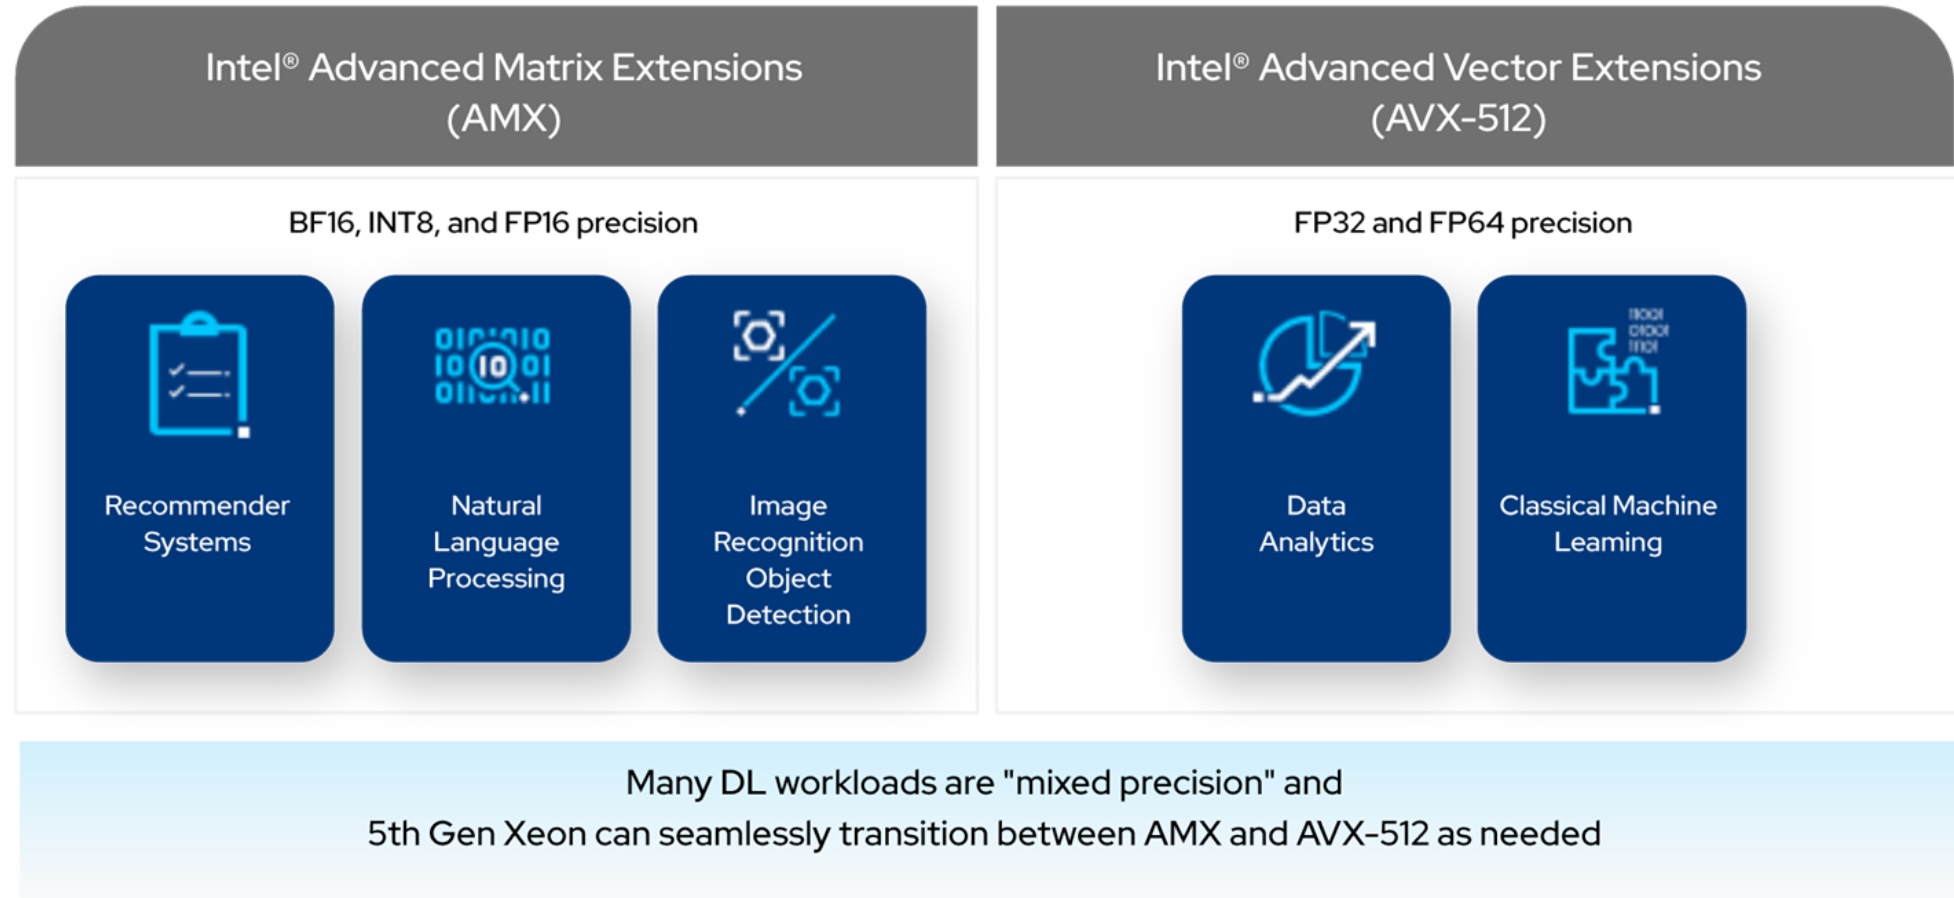 Intel® Advanced Matrix Extensions
(AMX)
Intel® Advanced Vector Extensions
(AVX-512)
BF16, INT8, and FP16 precision
Recommender
Systems
Natural
Language
Processing
Image
Recognition
Object
Detection
FP32 and FP64 precision
Data
Analytics
Classical Machine
Leaming
Many DL workloads are "mixed precision" and
5th Gen Xeon can seamlessly transition between AMX and AVX-512 as needed